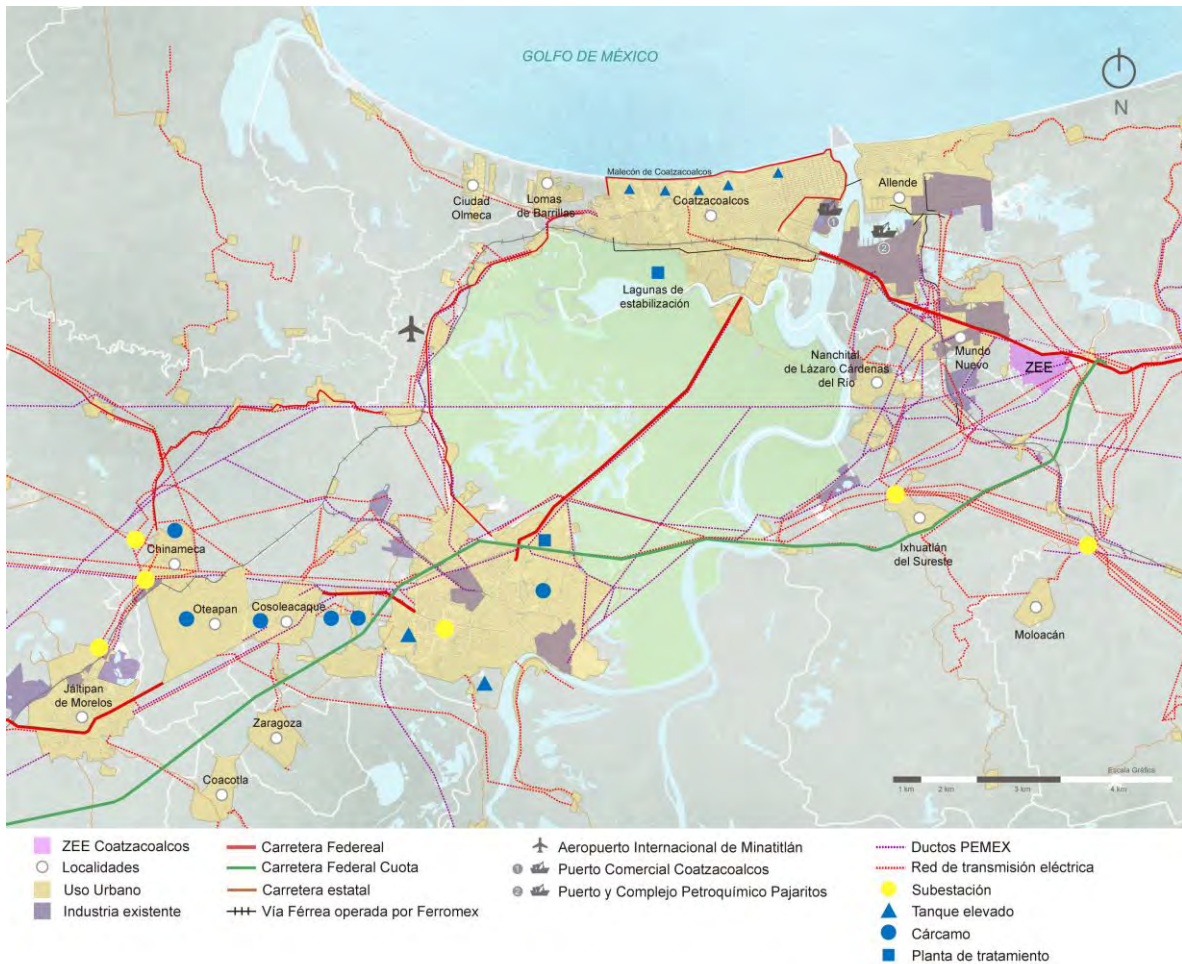 GOLFO DE MÉXICO
N
Malecón de Coatzacoalcos
Ciudad
Olmeca
Lomas
de Barrillas
Coatzacoalcos
Allende
1
2
Lagunas de
estabilización
Nanchital
de Lázaro Cárdenas
del Río
Mundo
Nuevo
ZEE
Chinameca
Ixhuatlán
del Sureste
Oteapan
Cosoleacaque
Moloacán
Jáltipan
de Morelos
Zaragoza
Coacotla
Escala Gráfica
1 km
2 km
3 km
4 km
ZEE Coatzacoalcos
Localidades
Uso Urbano
Industria existente
Carretera Federeal
Carretera Federal Cuota
Carretera estatal
Vía Férrea operada por Ferromex
Aeropuerto Internacional de Minatitlán
1 Puerto Comercial Coatzacoalcos
2 Puerto y Complejo Petroquímico Pajaritos
Ductos PEMEX
Red de transmisión eléctrica
Subestación
Tanque elevado
Cárcamo
Planta de tratamiento